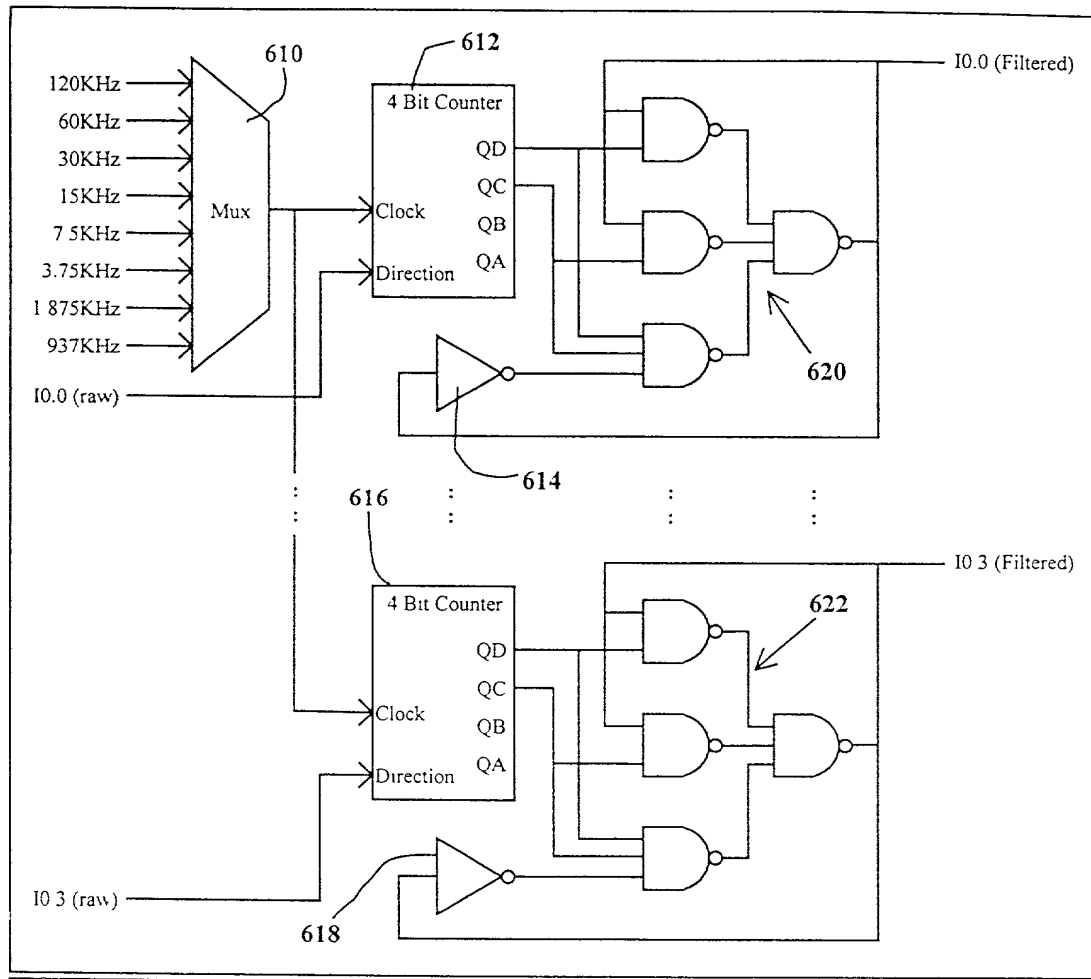 610
612
120KHz
60KHz
30KHz
15KHz
7 5KHz
3.75KHz
1 875KHz
937KHz
Mux
I0.0 (raw)
4 Bit Counter
QD
QC
QB
QA
Clock
Direction
I0.0 (Filtered)
620
614
616
4 Bit Counter
QD
QC
QB
QA
Clock
Direction
I0 3 (Filtered)
622
I0 3 (raw)
618